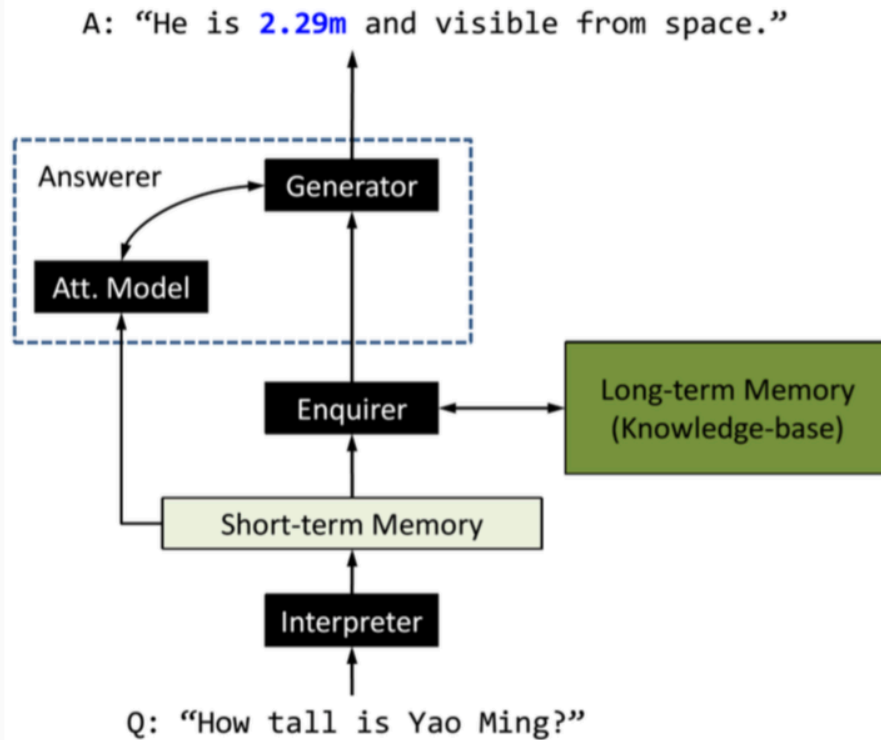 A: “He is 2.29m and visible from space.”
Answerer
Generator
Att. Model
Enquirer
Long-term Memory
(Knowledge-base)
Short-term Memory
Interpreter
Q: “How tall is Yao Ming?”